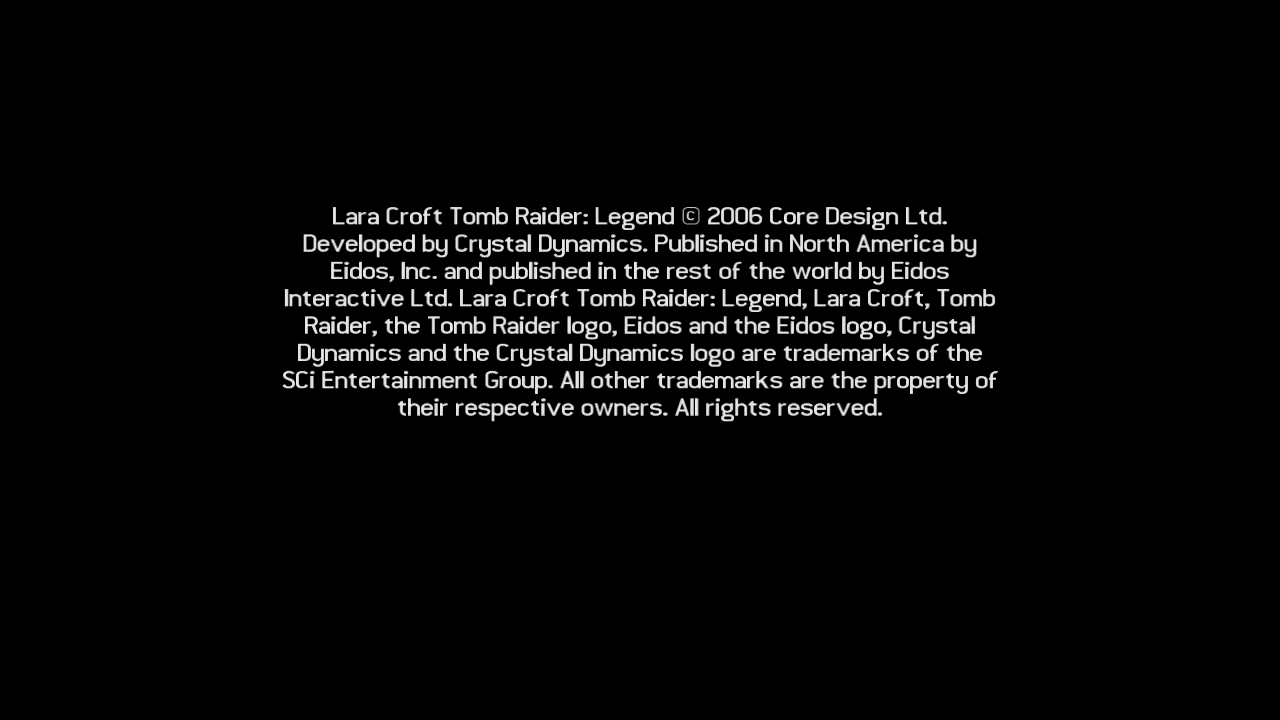 Lara Croft Tomb Raider: Legend © 2006 Core Design Ltd.
Developed by Crystal Dynamics. Published in North America by
Eidos, Inc. and published in the rest of the world by Eidos
Interactive Ltd. Lara Croft Tomb Raider: Legend, Lara Croft, Tomb
Raider, the Tomb Raider logo, Eidos and the Eidos logo, Crystal
Dynamics and the Crystal Dynamics logo are trademarks of the
SCi Entertainment Group. All other trademarks are the property of
their respective owners. All rights reserved.